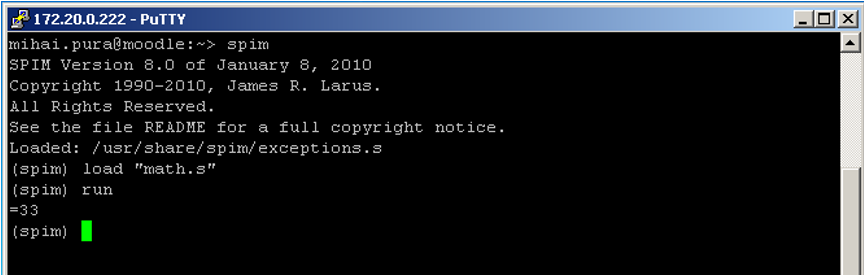 172.20.0.222 - PuTTY
mihai.pura@moodle:~> spim
SPIM Version 8.0 of January 8, 2010
Copyright 1990-2010, James R. Larus.
All Rights Reserved.
See the file README for a full copyright notice.
Loaded: /usr/share/spim/exceptions.s
(spim) load "math.s"
(spim) run
=33
(spim)